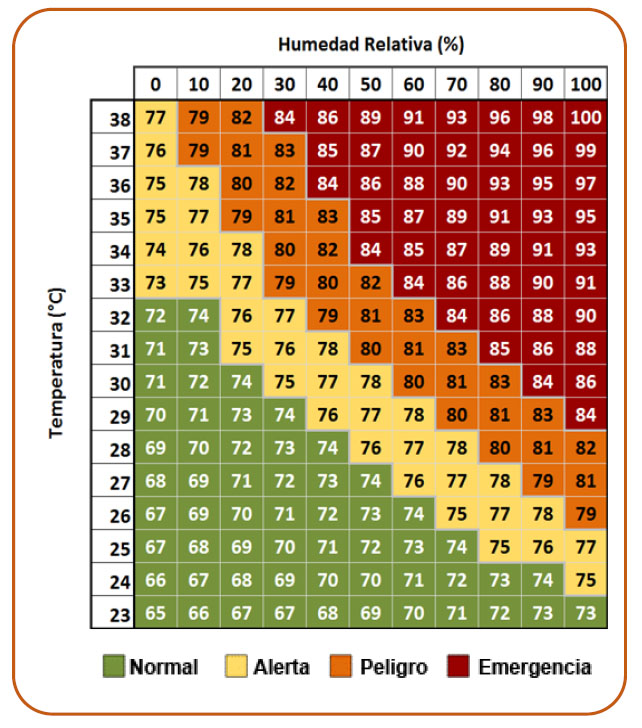 Humedad Relativa (%)
0 10 20 30 40 50 60 70 80 90 100
Temperatura (°C)
38 77 79 82 84 86 89 91 93 96 98 100
37 76 79 81 83 85 87 90 92 94 96 99
36 75 78 80 82 84 86 88 90 93 95 97
35 75 77 79 81 83 85 87 89 91 93 95
34 74 76 78 80 82 84 85 87 89 91 93
33 73 75 77 79 80 82 84 86 88 90 91
32 72 74 76 77 79 81 83 84 86 88 90
31 71 73 75 76 78 80 81 83 85 86 88
30 71 72 74 75 77 78 80 81 83 84 86
29 70 71 73 74 76 77 78 80 81 83 84
28 69 70 72 73 74 76 77 78 80 81 82
27 68 69 71 72 73 74 76 77 78 79 81
26 67 69 70 71 72 73 74 75 77 78 79
25 67 68 69 70 71 72 73 74 75 76 77
24 66 67 68 69 70 70 71 72 73 74 75
23 65 66 67 67 68 69 70 71 72 73 73
Normal Alerta Peligro Emergencia